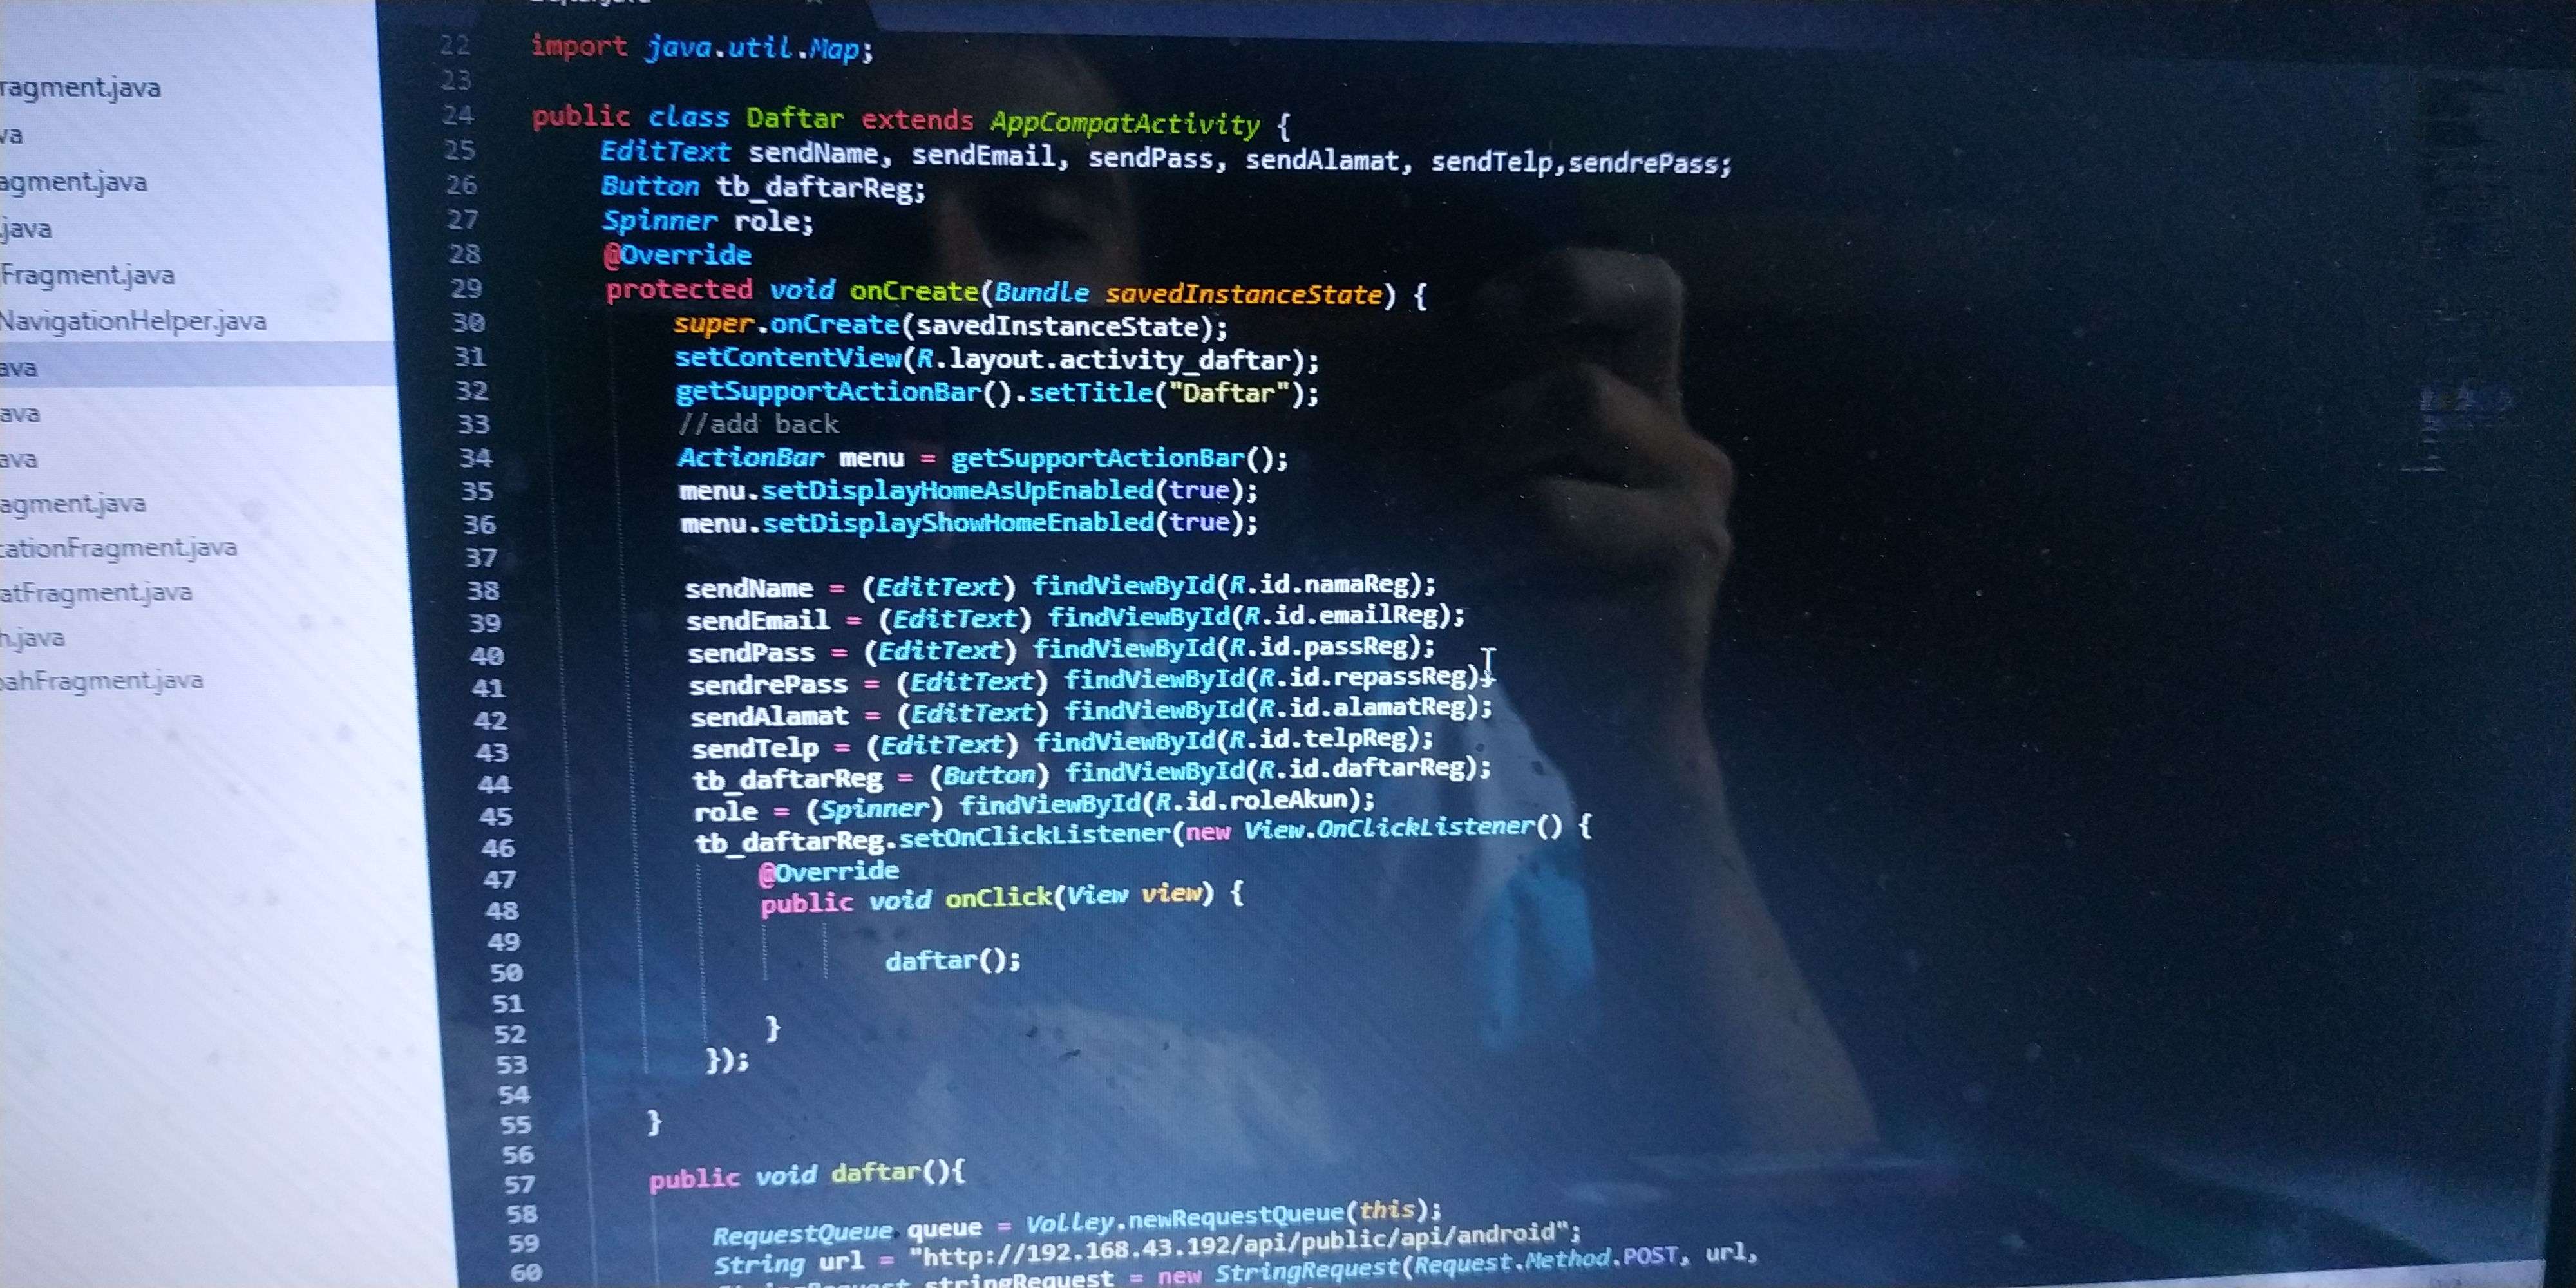 ragment.java
va
agment.java
.java
Fragment.java
NavigationHelper.java
ava
ava
ava
agment.java
cationFragment.java
atFragment.java
h.java
bahFragment.java
22 import java.util.Map;
23
24 public class Daftar extends AppCompatActivity {
25 EditText sendName, sendEmail, sendPass, sendAlamat, sendTelp,sendrePass;
26 Button tb_daftarReg;
27 Spinner role;
28 @Override
29 protected void onCreate(Bundle savedInstanceState) {
30 super.onCreate(savedInstanceState);
31 setContentView(R.layout.activity_daftar);
32 getSupportActionBar().setTitle("Daftar");
33 //add back
34 ActionBar menu = getSupportActionBar();
35 menu.setDisplayHomeAsUpEnabled(true);
36 menu.setDisplayShowHomeEnabled(true);
37
38 sendName = (EditText) findViewById(R.id.namaReg);
39 sendEmail = (EditText) findViewById(R.id.emailReg);
40 sendPass = (EditText) findViewById(R.id.passReg);
41 sendrePass = (EditText) findViewById(R.id.repassReg);
42 sendAlamat = (EditText) findViewById(R.id.alamatReg);
43 sendTelp = (EditText) findViewById(R.id.telpReg);
44 tb_daftarReg = (Button) findViewById(R.id.daftarReg);
45 role = (Spinner) findViewById(R.id.roleAkun);
46 tb_daftarReg.setOnClickListener(new View.OnClickListener() {
47 @Override
48 public void onClick(View view) {
49
50 daftar();
51
52 }
53 });
54
55 }
56
57 public void daftar(){
58
59 RequestQueue queue = Volley.newRequestQueue(this);
60 String url = "http://192.168.43.192/api/public/api/android";
stringRequest = new StringRequest(Request.Method.POST, url,